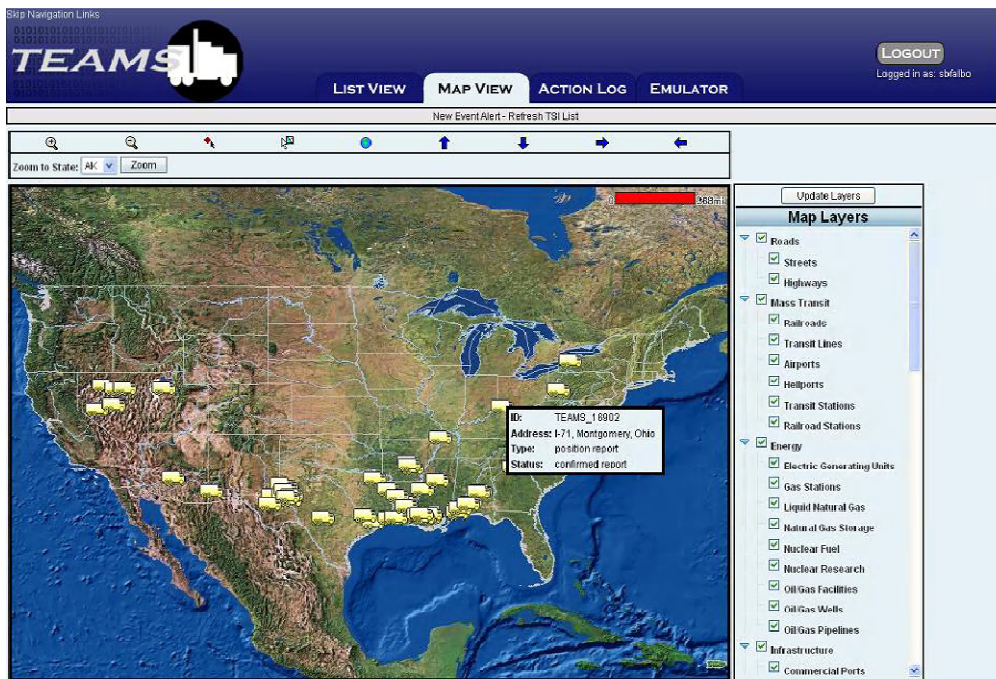 Skip Navigation Links
TEAMS
LOGOUT
Logged in as: sbfalbo
LIST VIEW
MAP VIEW
ACTION LOG
EMULATOR
New Event Alert - Refresh TSI List
Zoom to State: AK Zoom
0 368mi
Update Layers
Map Layers
Roads
Streets
Highways
Mass Transit
Railroads
Transit Lines
Airports
Heliports
Transit Stations
Railroad Stations
Energy
Electric Generating Units
Gas Stations
Liquid Natural Gas
Natural Gas Storage
Nuclear Fuel
Nuclear Research
Oil/Gas Facilities
Oil/Gas Wells
Oil/Gas Pipelines
Infrastructure
Commercial Ports
ID: TEAMS_16902
Address: I-71, Montgomery, Ohio
Type: position report
Status: confirmed report